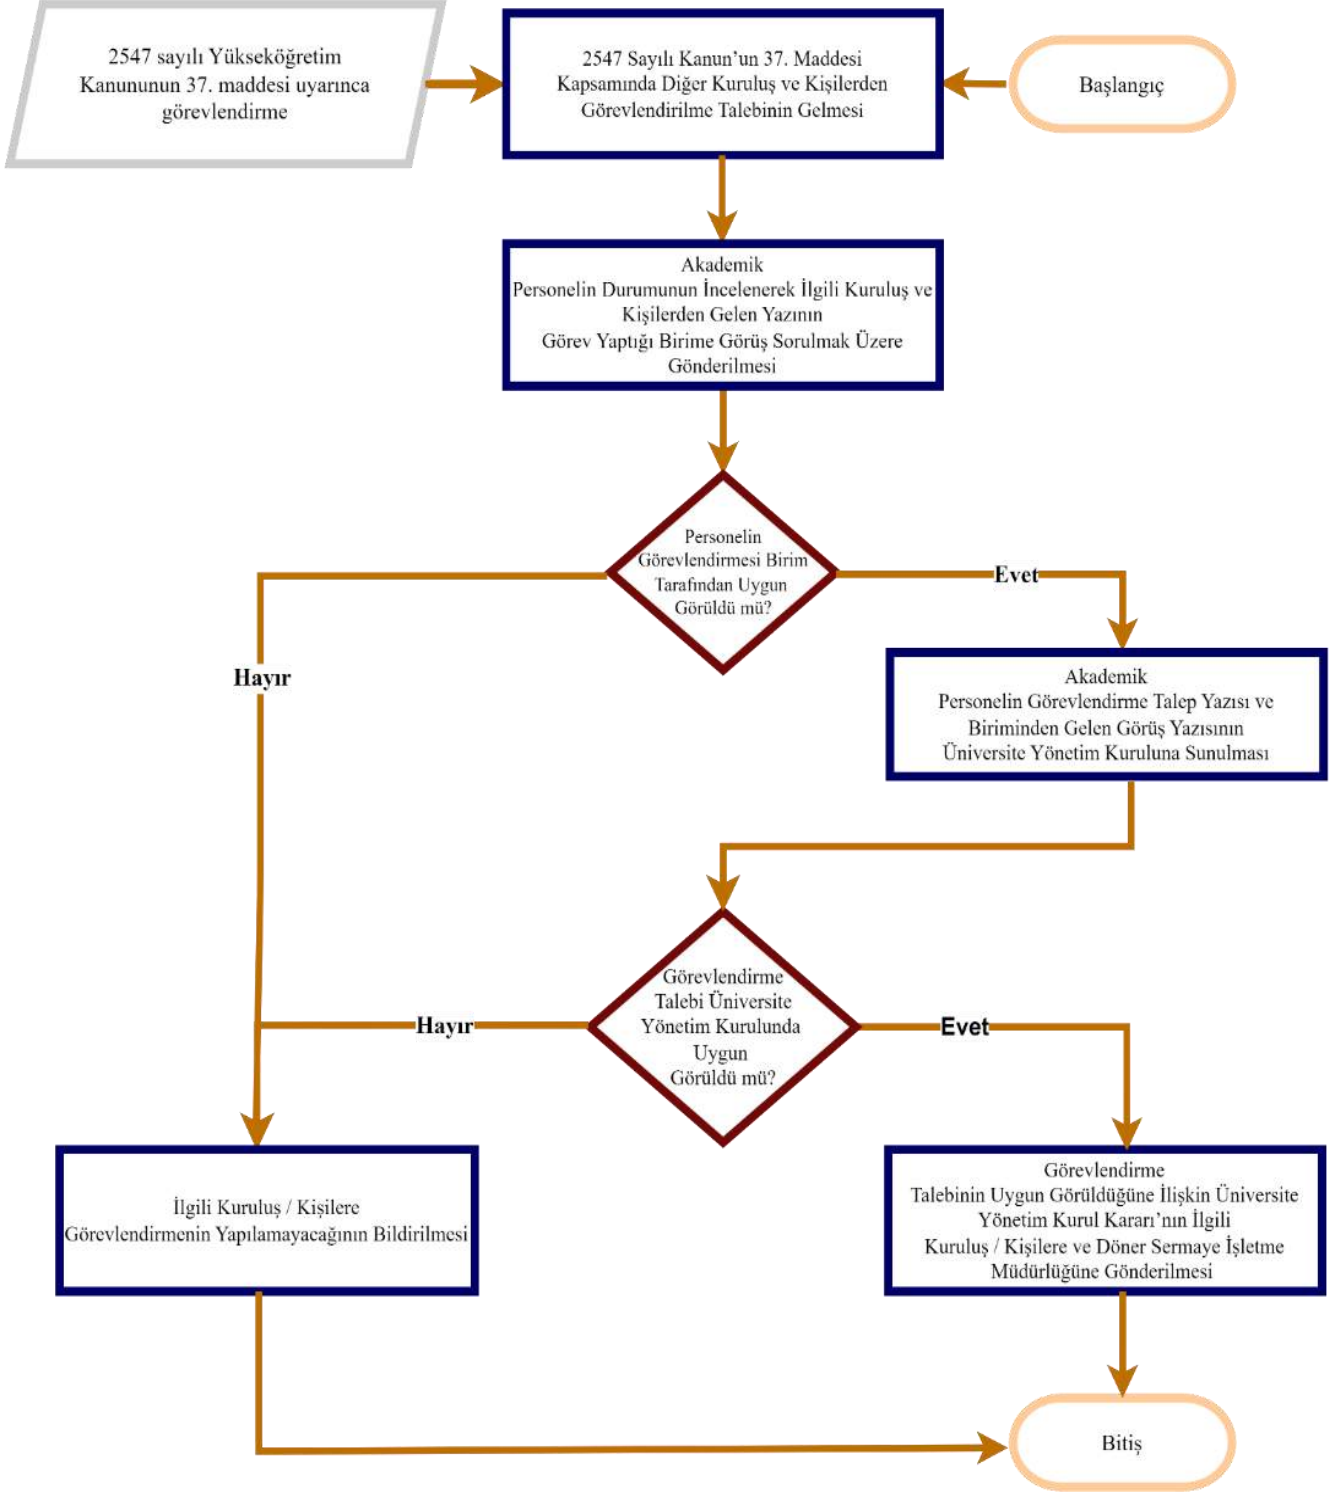 2547 sayılı Yükseköğretim
Kanununun 37. maddesi uyarınca
görevlendirme
2547 Sayılı Kanun’un 37. Maddesi
Kapsamında Diğer Kuruluş ve Kişilerden
Görevlendirilme Talebinin Gelmesi
Başlangıç
Akademik
Personelin Durumunun İncelenerek İlgili Kuruluş ve
Kişilerden Gelen Yazının
Görev Yaptığı Birime Görüş Sorulmak Üzere
Gönderilmesi
Personelin
Görevlendirmesi Birim
Tarafından Uygun
Görüldü mü?
Evet
Hayır
Akademik
Personelin Görevlendirme Talep Yazısı ve
Biriminden Gelen Görüş Yazısının
Üniversite Yönetim Kuruluna Sunulması
Görevlendirme
Talebi Üniversite
Yönetim Kurulunda
Uygun
Görüldü mü?
Hayır
Evet
İlgili Kuruluş / Kişilere
Görevlendirmenin Yapılamayacağının Bildirilmesi
Görevlendirme
Talebinin Uygun Görüldüğüne İlişkin Üniversite
Yönetim Kurul Kararı’nın İlgili
Kuruluş / Kişilere ve Döner Sermaye İşletme
Müdürlüğüne Gönderilmesi
Bitiş